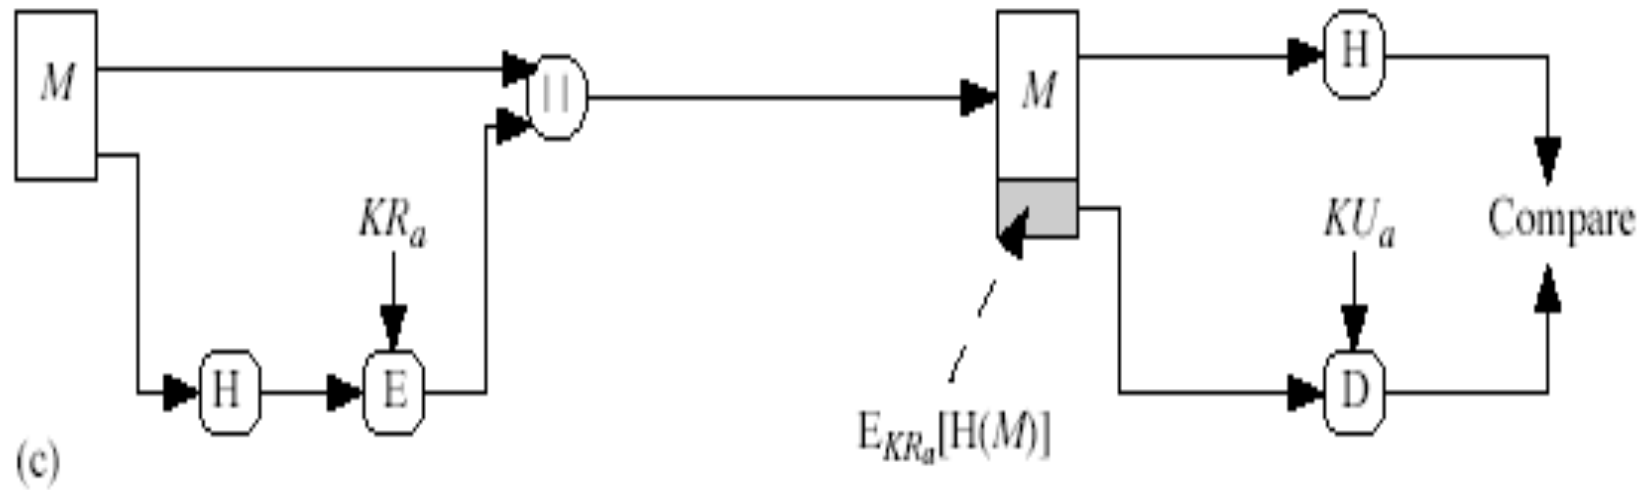 M
||
M
H
KRa
KUa
Compare
H
E
D
EKRa[H(M)]
(c)